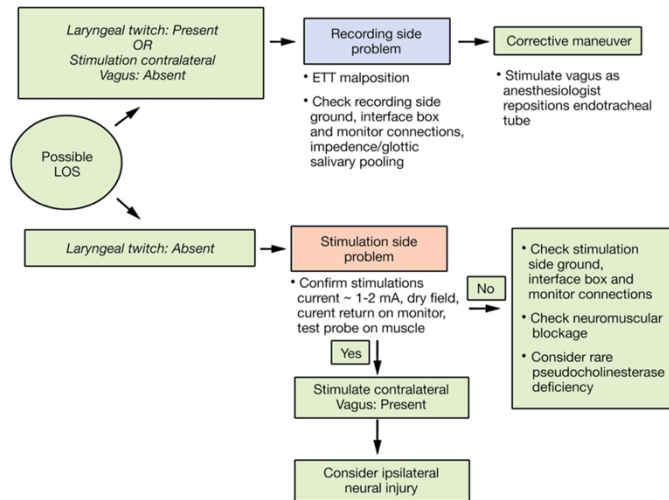 Laryngeal twitch: Present
OR
Stimulation contralateral
Vagus: Absent
Recording side
problem
Corrective maneuver
• ETT malposition
• Check recording side
ground, interface box
and monitor connections,
impedence/glottic
salivary pooling
• Stimulate vagus as
anesthesiologist
repositions endotracheal
tube
Possible
LOS
Laryngeal twitch: Absent
Stimulation side
problem
• Confirm stimulations
current ~ 1-2 mA, dry field,
curent return on monitor,
test probe on muscle
No
• Check stimulation
side ground,
interface box and
monitor connections
• Check neuromuscular
blockage
• Consider rare
pseudocholinesterase
deficiency
Yes
Stimulate contralateral
Vagus: Present
Consider ipsilateral
neural injury